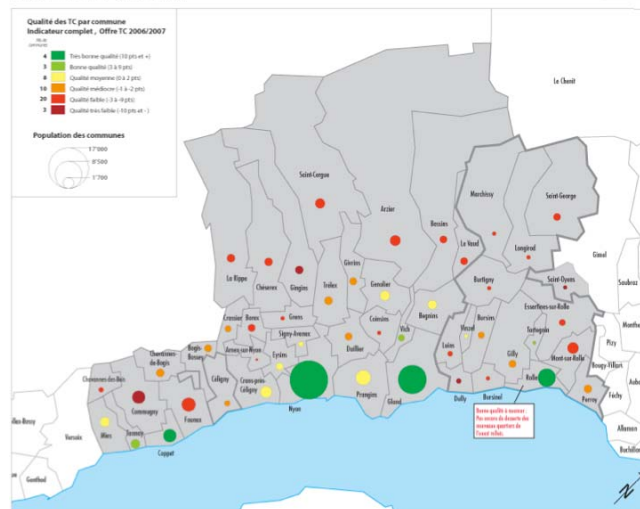 Qualité des TC par commune
Indicateur complet, Offre TC 2006/2007
4 Très bonne qualité (10 pts et +)
3 Bonne qualité (3 à 9 pts)
8 Qualité moyenne (0 à 2 pts)
10 Qualité médiocre (-1 à -2 pts)
20 Qualité faible (-3 à -9 pts)
3 Qualité très faible (-10 pts et -)
Population des communes
17'000
8'500
1'700
Le Chenit
Saint-Cergue
Marchissy
Saint-George
Arzier
Bassins
Le Vaud
Longirod
Gimel
La Rippe
Chéserex
Gingins
Trélex
Givrins
Genolier
Burtigny
Saint-Oyens
Saubraz
Essertines-sur-Rolle
Crassier
Borex
Grens
Coinsins
Vich
Begnins
Vinzel
Bursins
Tartegnin
Signy-Avenex
Duillier
Luins
Gilly
Mont-sur-Rolle
Pizy
Bougy-Villars
Arnex-sur-Nyon
Eysins
Bogis-Bossey
Chavannes-de-Bogis
Chavannes-des-Bois
Céligny
Crans-près-Céligny
Nyon
Prangins
Gland
Dully
Bursinel
Rolle
Perroy
Féchy
Allaman
Commugny
Founex
Mies
Tannay
Coppet
Versoix
Genthod
Bonne qualité à nuancer :
Pas encore de desserte des
nouveaux quartiers de
l'ouest rollois.
N